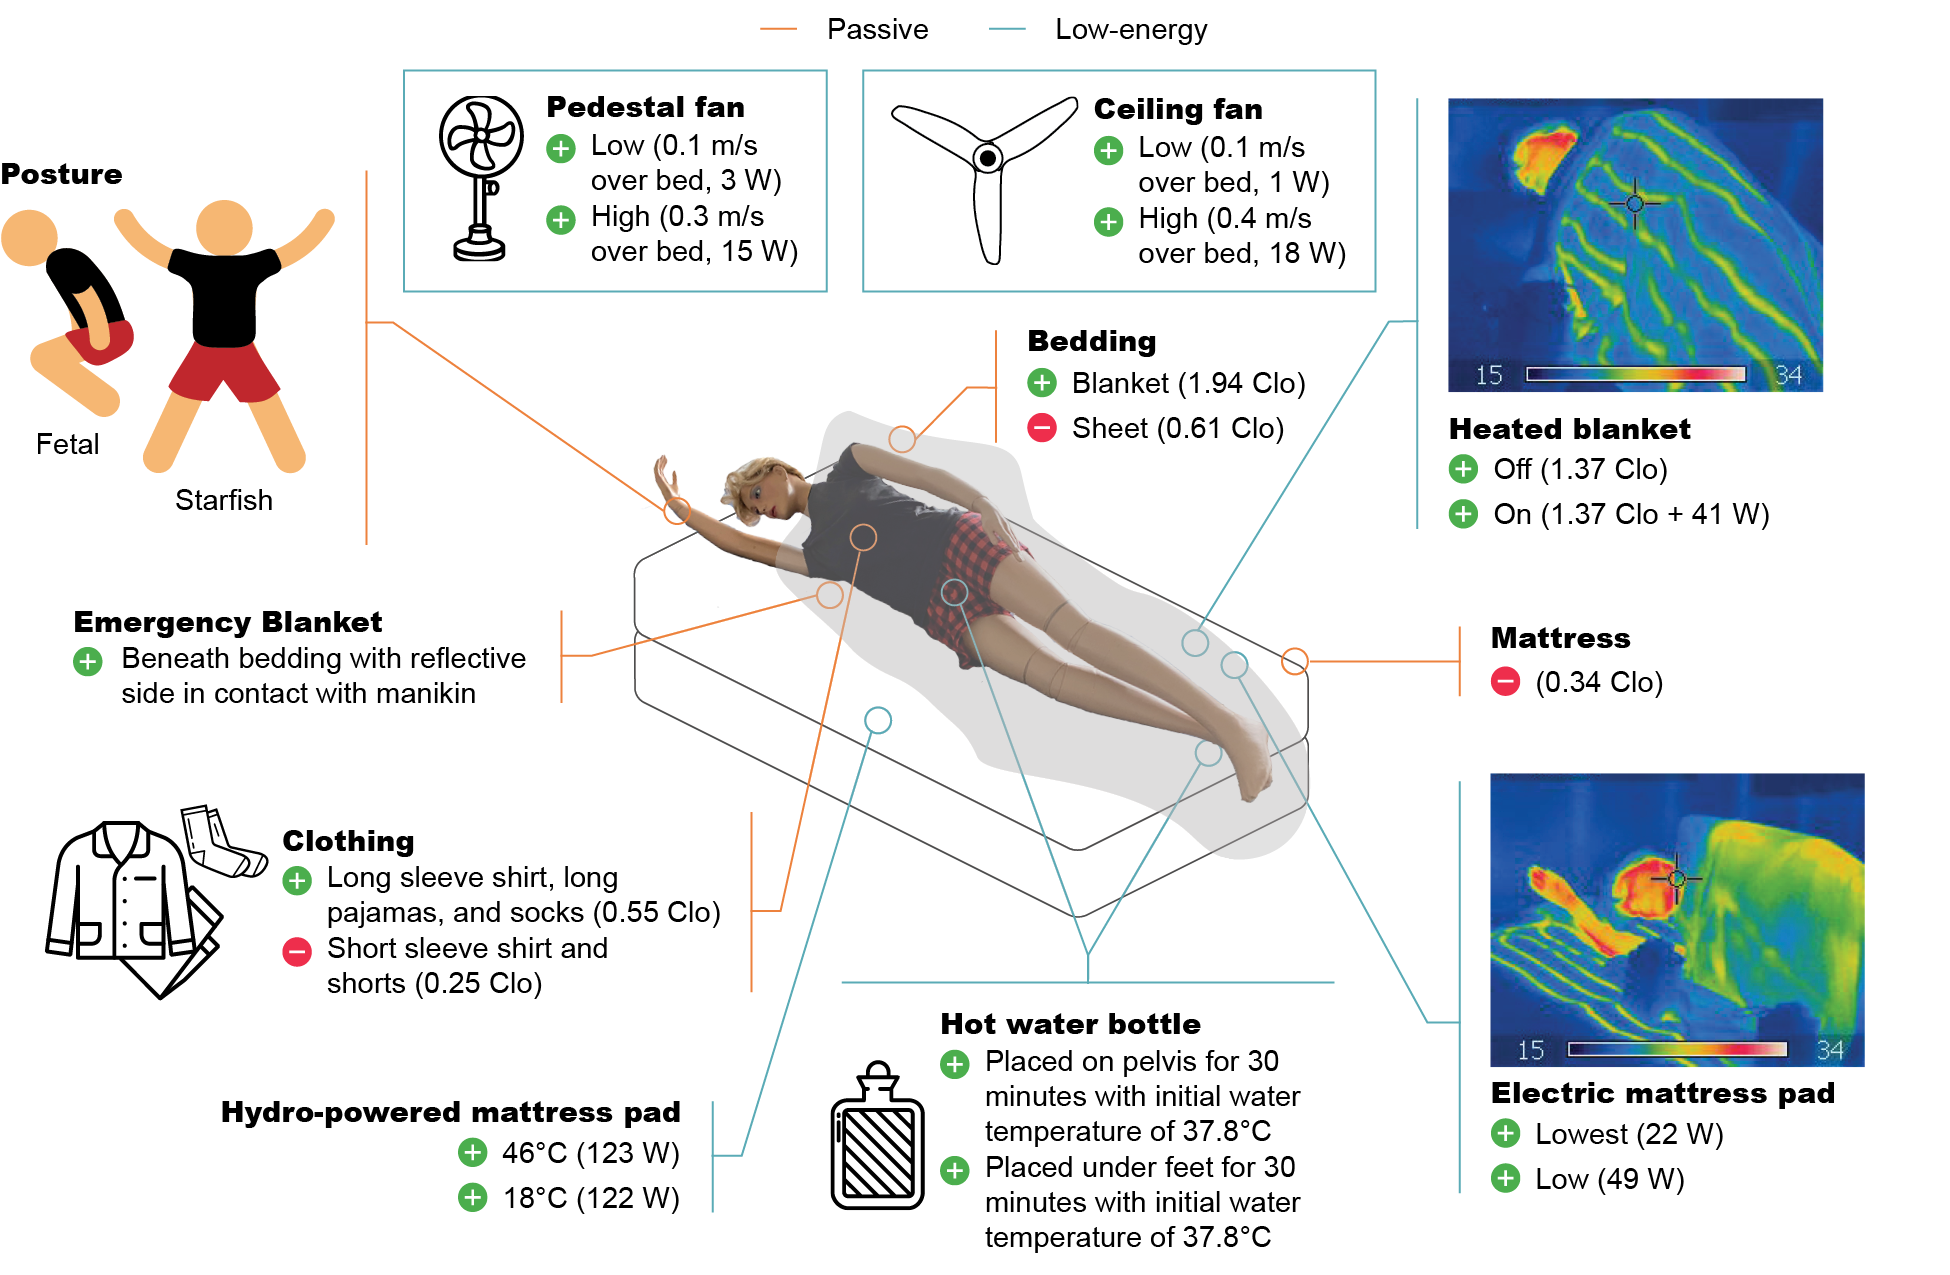 Passive
Low-energy
Posture
Fetal
Starfish
Pedestal fan
Low (0.1 m/s
over bed, 3 W)
High (0.3 m/s
over bed, 15 W)
Ceiling fan
Low (0.1 m/s
over bed, 1 W)
High (0.4 m/s
over bed, 18 W)
15 34
Heated blanket
Off (1.37 Clo)
On (1.37 Clo + 41 W)
Bedding
Blanket (1.94 Clo)
Sheet (0.61 Clo)
Emergency Blanket
Beneath bedding with reflective
side in contact with manikin
Mattress
(0.34 Clo)
Clothing
Long sleeve shirt, long
pajamas, and socks (0.55 Clo)
Short sleeve shirt and
shorts (0.25 Clo)
Hydro-powered mattress pad
46°C (123 W)
18°C (122 W)
Hot water bottle
Placed on pelvis for 30
minutes with initial water
temperature of 37.8°C
Placed under feet for 30
minutes with initial water
temperature of 37.8°C
15 34
Electric mattress pad
Lowest (22 W)
Low (49 W)